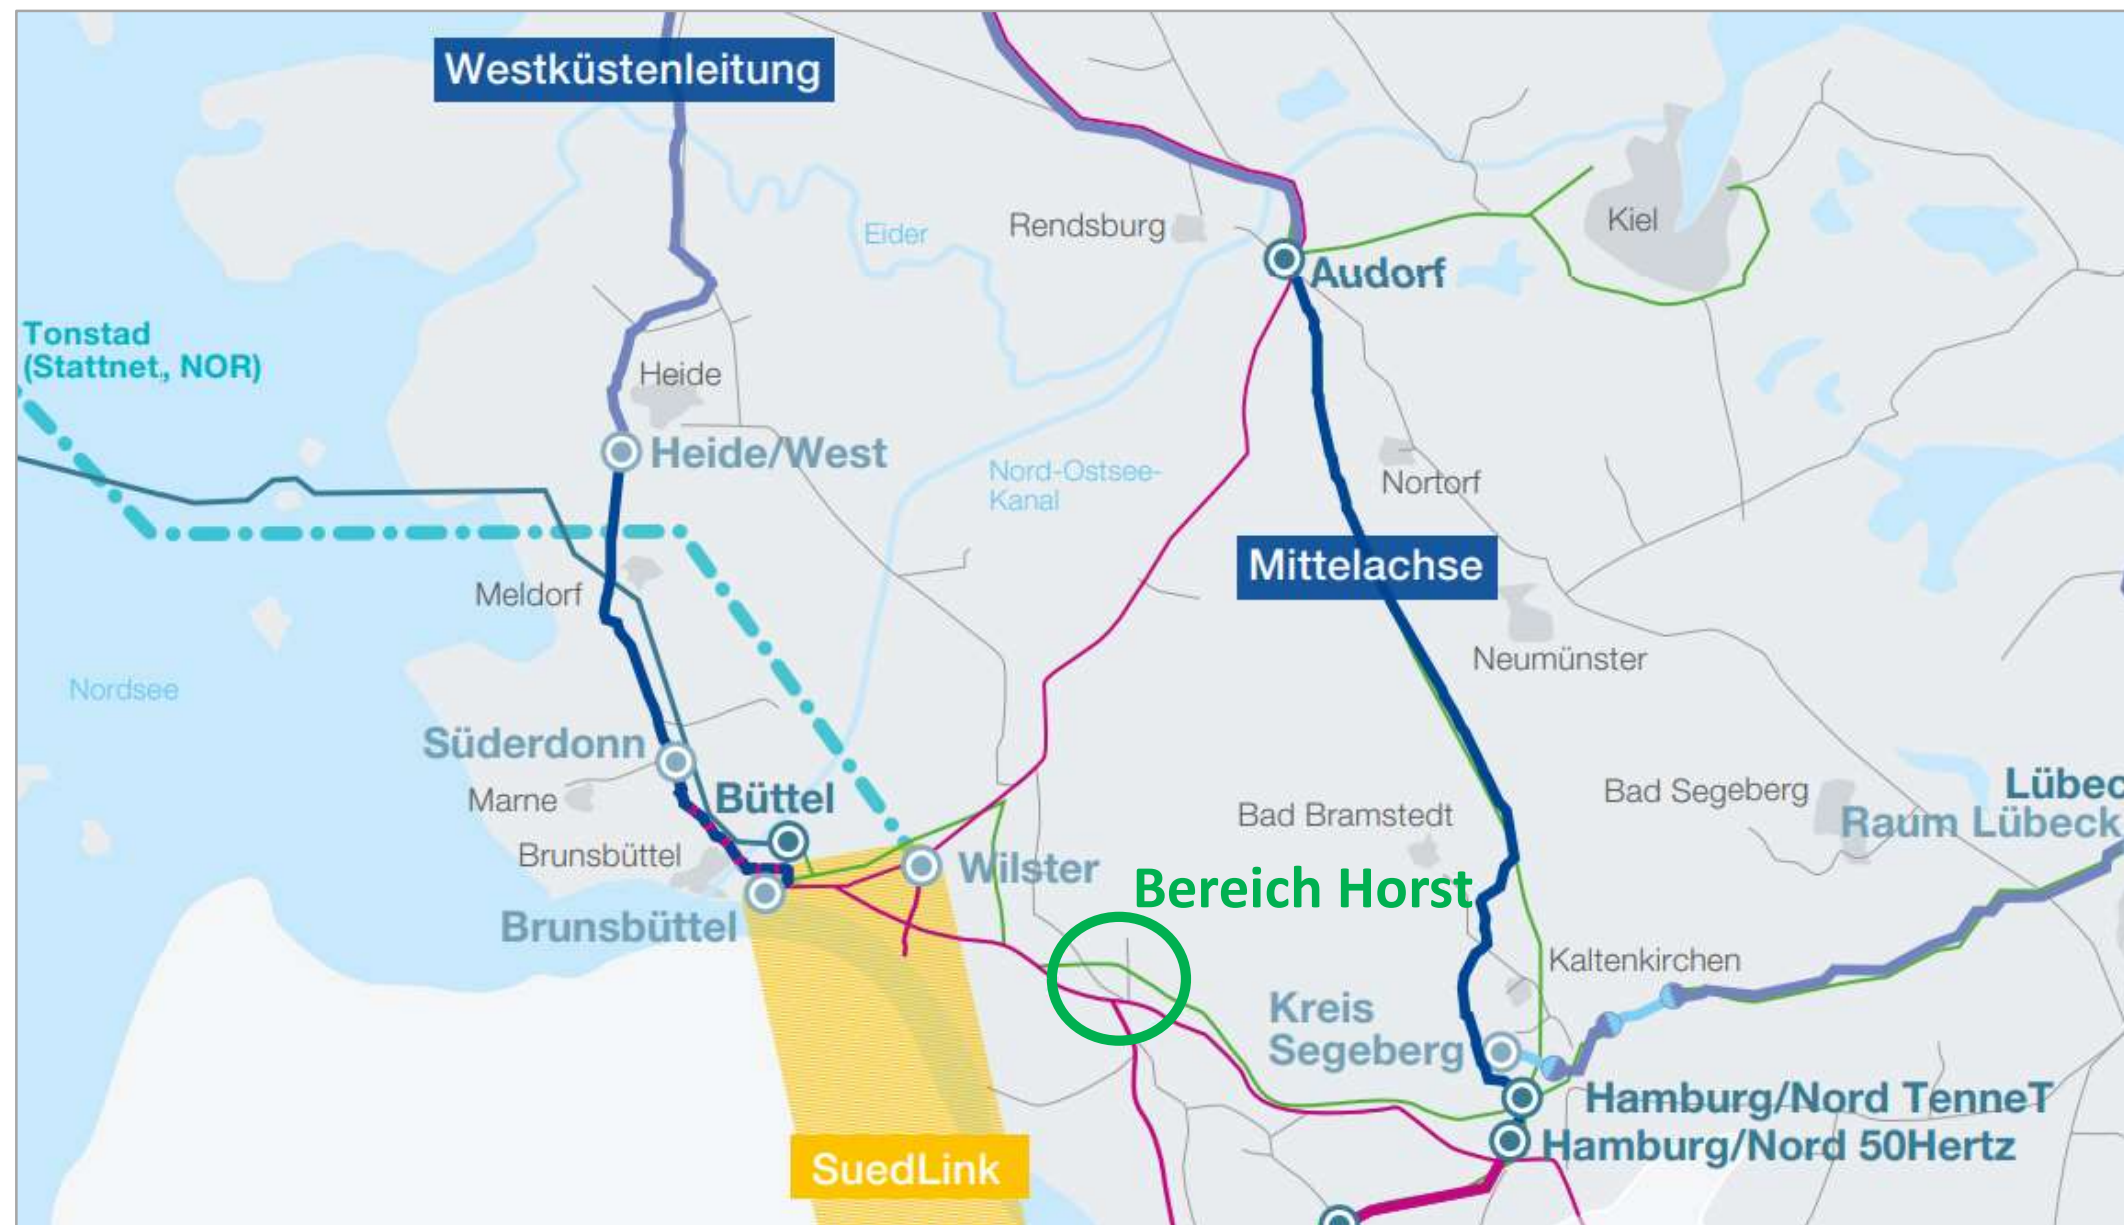 Westküstenleitung
Eider
Rendsburg
Kiel
Audorf
Tonstad
(Stattnet,, NOR)
Heide
Heide/West
Nord-Ostsee-
Kanal
Nortorf
Mittelachse
Meldorf
Neumünster
Nordsee
Süderdonn
Marne
Büttel
Bad Bramstedt
Bad Segeberg
Lübec
Raum Lübeck
Brunsbüttel
Wilster
Bereich Horst
Brunsbüttel
Kaltenkirchen
Kreis
Segeberg
Hamburg/Nord TenneT
Hamburg/Nord 50Hertz
SuedLink